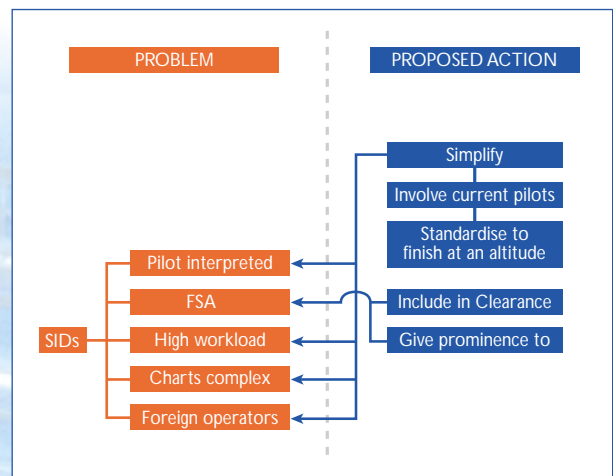 PROBLEM
PROPOSED ACTION
Simplify
Involve current pilots
Standardise to
finish at an altitude
Pilot interpreted
FSA
Include in Clearance
SIDs
High workload
Give prominence to
Charts complex
Foreign operators